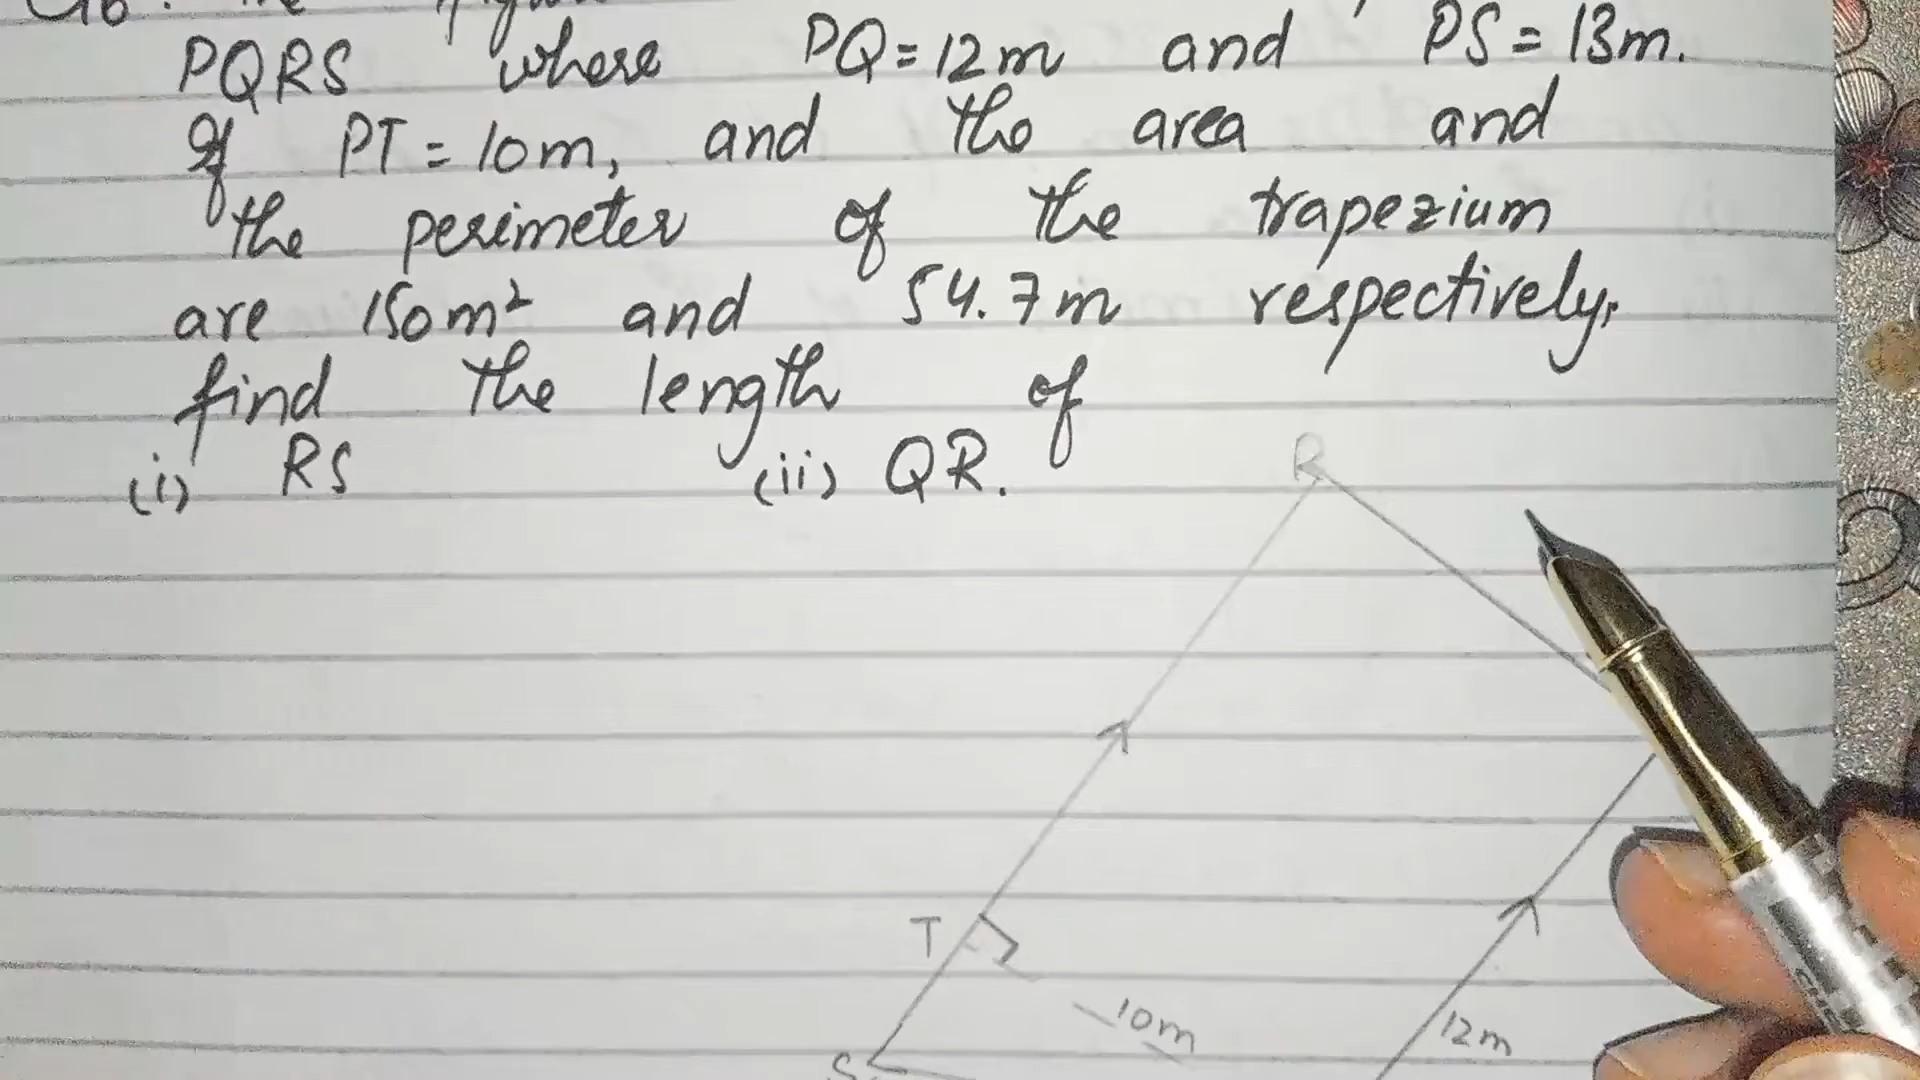 PQRS where PQ = 12m and PS = 13m.
If PT = 10m, and the area and
the perimeter of the trapezium
are 150m² and 54.7m respectively,
find the length of
(i) RS (ii) QR.
R
T
10m
12m
S